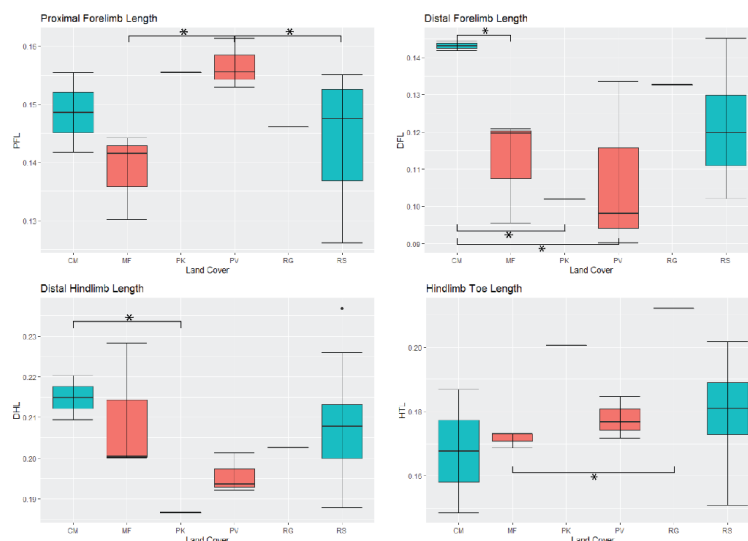 Proximal Forelimb Length
0.16
0.15
0.14
0.13
PFL
*
*
CM MF PK PV RG RS
Land Cover
Distal Forelimb Length
0.14
0.13
0.12
0.11
0.10
0.09
DFL
*
*
*
CM MF PK PV RG RS
Land Cover
Distal Hindlimb Length
0.23
0.22
0.21
0.20
0.19
DHL
*
CM MF PK PV RG RS
Land Cover
Hindlimb Toe Length
0.20
0.18
0.16
HTL
*
CM MF PK PV RG RS
Land Cover